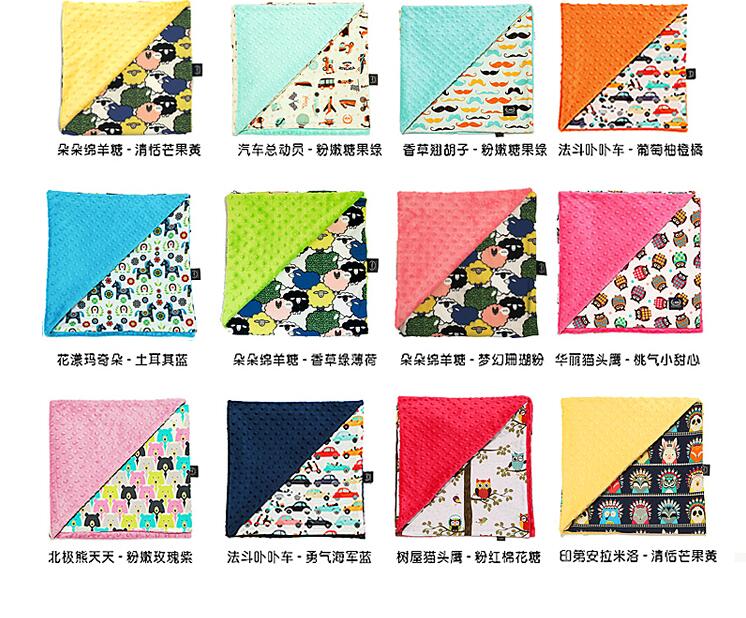 朵朵绵羊糖 - 清恬芒果黄
汽车总动员 - 粉嫩糖果绿
香草翘胡子 - 粉嫩糖果绿
法斗卟卟车 - 葡萄柚橙橘
花漾玛奇朵 - 土耳其蓝
朵朵绵羊糖 - 香草绿薄荷
朵朵绵羊糖 - 梦幻珊瑚粉
华丽猫头鹰 - 桃气小甜心
北极熊天天 - 粉嫩玫瑰紫
法斗卟卟车 - 勇气海军蓝
树屋猫头鹰 - 粉红棉花糖
印第安拉米洛 - 清恬芒果黄